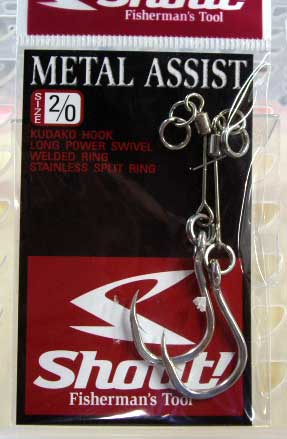 Shout!
Fisherman's Tool
METAL ASSIST
SIZE 2/0
KUDAKO HOOK
LONG POWER SWIVEL
WELDED RING
STAINLESS SPLIT RING
Shout!
Fisherman's Tool